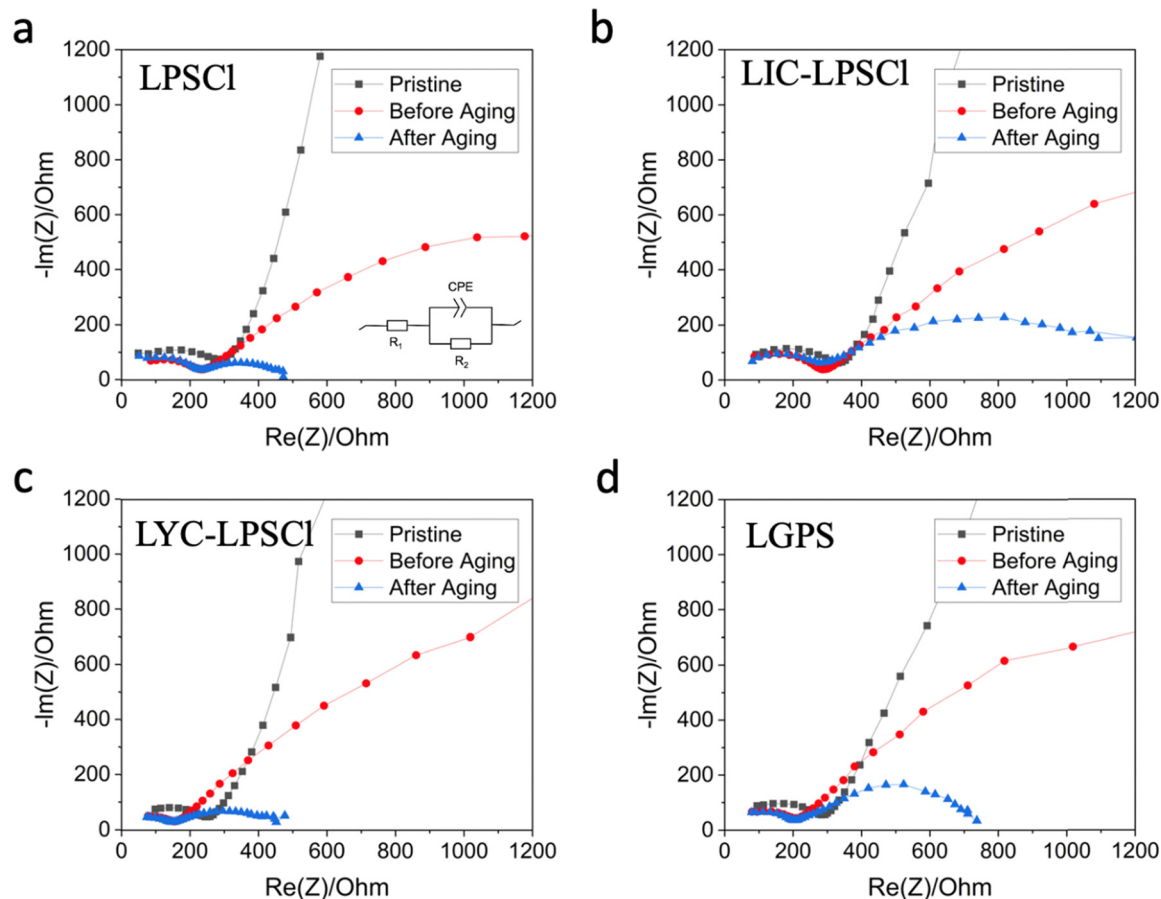 a
LPSCl
Pristine
Before Aging
After Aging
1200
1000
800
600
400
200
0
-Im(Z)/Ohm
CPE
R1
R2
0 200 400 600 800 1000 1200
Re(Z)/Ohm
b
LIC-LPSCl
Pristine
Before Aging
After Aging
1200
1000
800
600
400
200
0
-Im(Z)/Ohm
0 200 400 600 800 1000 1200
Re(Z)/Ohm
c
LYC-LPSCl
Pristine
Before Aging
After Aging
1200
1000
800
600
400
200
0
-Im(Z)/Ohm
0 200 400 600 800 1000 1200
Re(Z)/Ohm
d
LGPS
Pristine
Before Aging
After Aging
1200
1000
800
600
400
200
0
-Im(Z)/Ohm
0 200 400 600 800 1000 1200
Re(Z)/Ohm